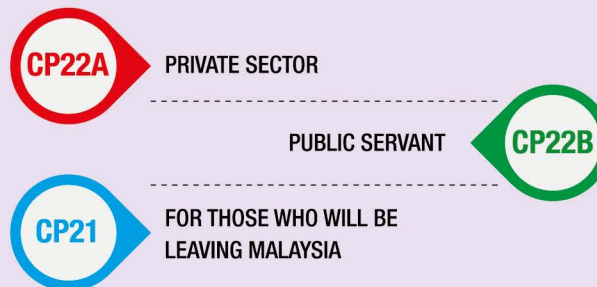 CP22A
PRIVATE SECTOR
PUBLIC SERVANT
CP22B
CP21
FOR THOSE WHO WILL BE
LEAVING MALAYSIA